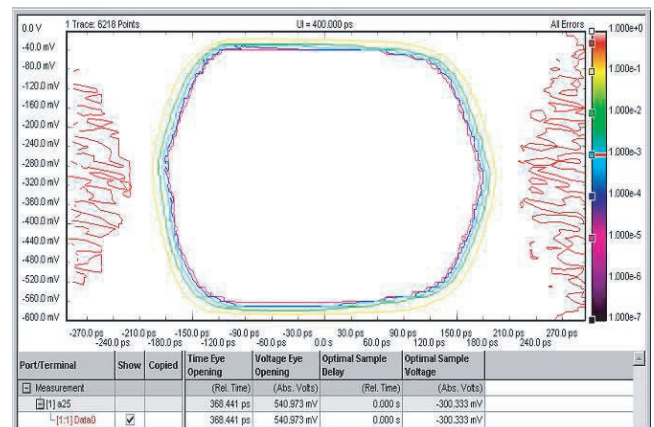 1 Trace: 6218 Points UI = 400.000 ps All Errors
0.0 V
-40.0 mV
-80.00 mV
-120.0 mV
-160.0 mV
-200.0 mV
-240.0 mV
-280.0 mV
-320.0 mV
-360.0 mV
-400.0 mV
-440.0 mV
-480.0 mV
-520.0 mV
-560.0 mV
-600.0 mV
1.000e+0
1.000e-1
1.000e-2
1.000e-3
1.000e-4
1.000e-5
1.000e-6
1.000e-7
-270.0 ps -210.0 ps -150.0 ps -90.0 ps -30.0 ps 30.0 ps 90.0 ps 150.0 ps 210.0 ps 270.0 ps
-240.0 ps -180.0 ps -120.0 ps -60.0 ps 0.0 s 60.0 ps 120.0 ps 180.0 ps 240.0 ps
Port/Terminal Show Copied Time Eye Opening Voltage Eye Opening Optimal Sample Delay Optimal Sample Voltage
Measurement (Rel. Time) (Abs. Volts) (Rel. Time) (Abs. Volts)
[1] a25 368.441 ps 540.973 mV 0.000 s -300.333 mV
[1:1] Data0 368.441 ps 540.973 mV 0.000 s -300.333 mV